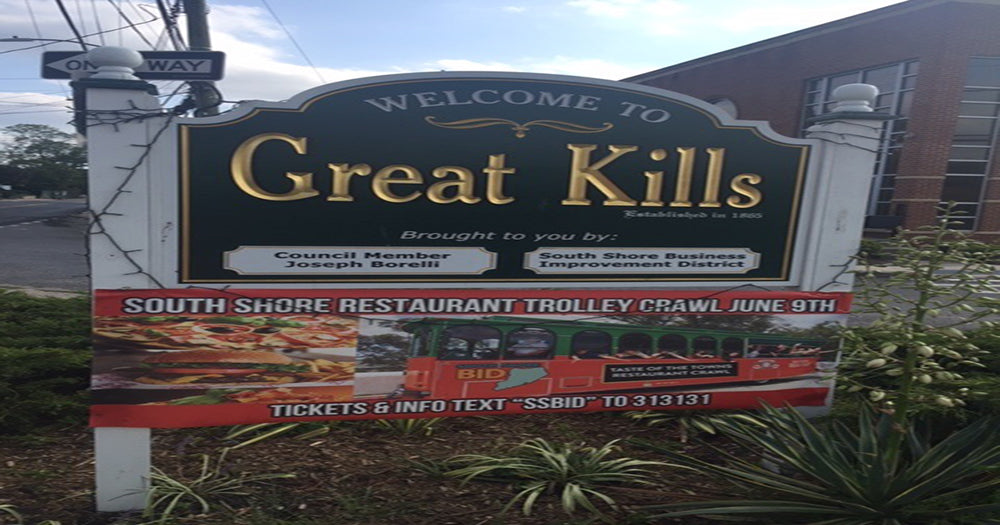 ONE WAY
WELCOME TO
Great Kills
Established in 1865
Brought to you by:
Council Member
Joseph Borelli
South Shore Business
Improvement District
SOUTH SHORE RESTAURANT TROLLEY CRAWL JUNE 9TH
BID
TASTE OF THE TOWNS
RESTAURANT CRAWL
TICKETS & INFO TEXT "SSBID" TO 313131